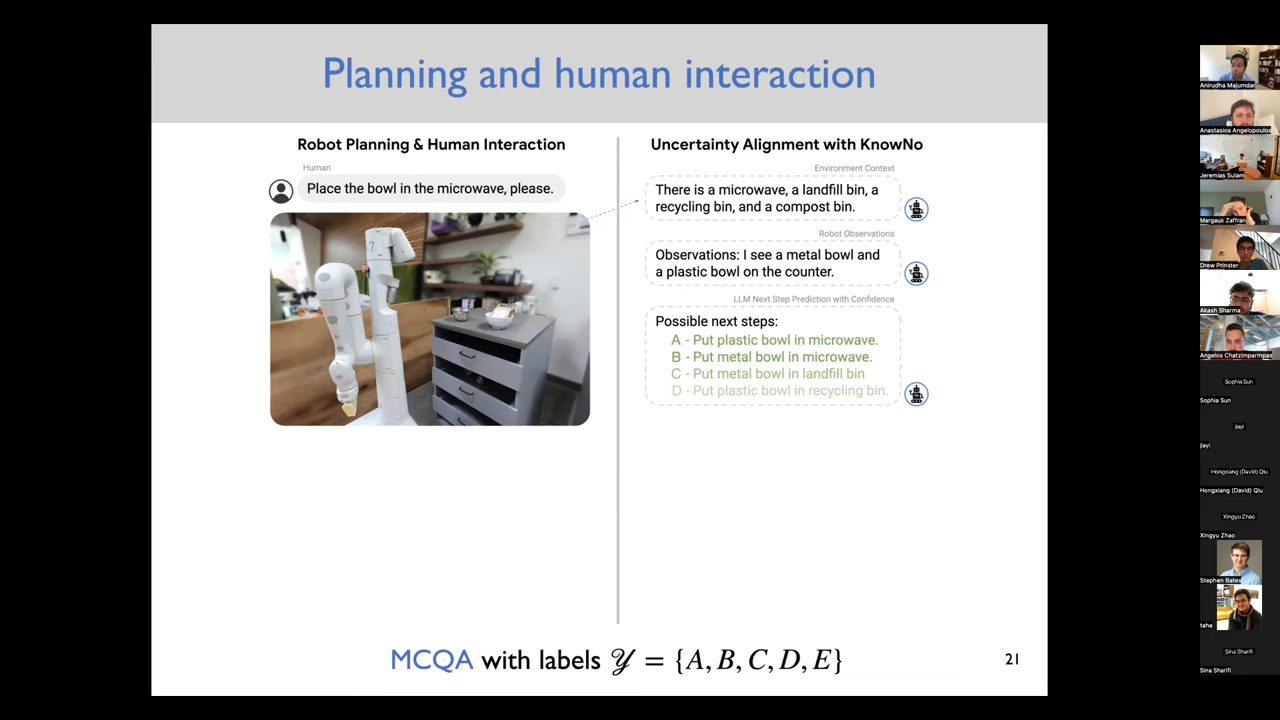 Planning and human interaction
Robot Planning & Human Interaction
Human
Place the bowl in the microwave, please.
7
Uncertainty Alignment with KnowNo
Environment Context
There is a microwave, a landfill bin, a
recycling bin, and a compost bin.
Robot Observations
Observations: I see a metal bowl and
a plastic bowl on the counter.
LLM Next Step Prediction with Confidence
Possible next steps:
A - Put plastic bowl in microwave.
B - Put metal bowl in microwave.
C - Put metal bowl in landfill bin
D - Put plastic bowl in recycling bin.
MCQA with labels 𝒴 = {A, B, C, D, E}
21
Anirudha Majumdar
Anastasios Angelopoulos
Jeremias Sulam
Margaux Zaffran
Drew Prinster
Akash Sharma
Angelos Chatzimparmpas
Sophia Sun
Sophia Sun
Jiayi
Jiayi
Hongxiang (David) Qiu
Hongxiang (David) Qiu
Xingyu Zhao
Xingyu Zhao
Stephen Bates
taha
Sina Sharifi
Sina Sharifi